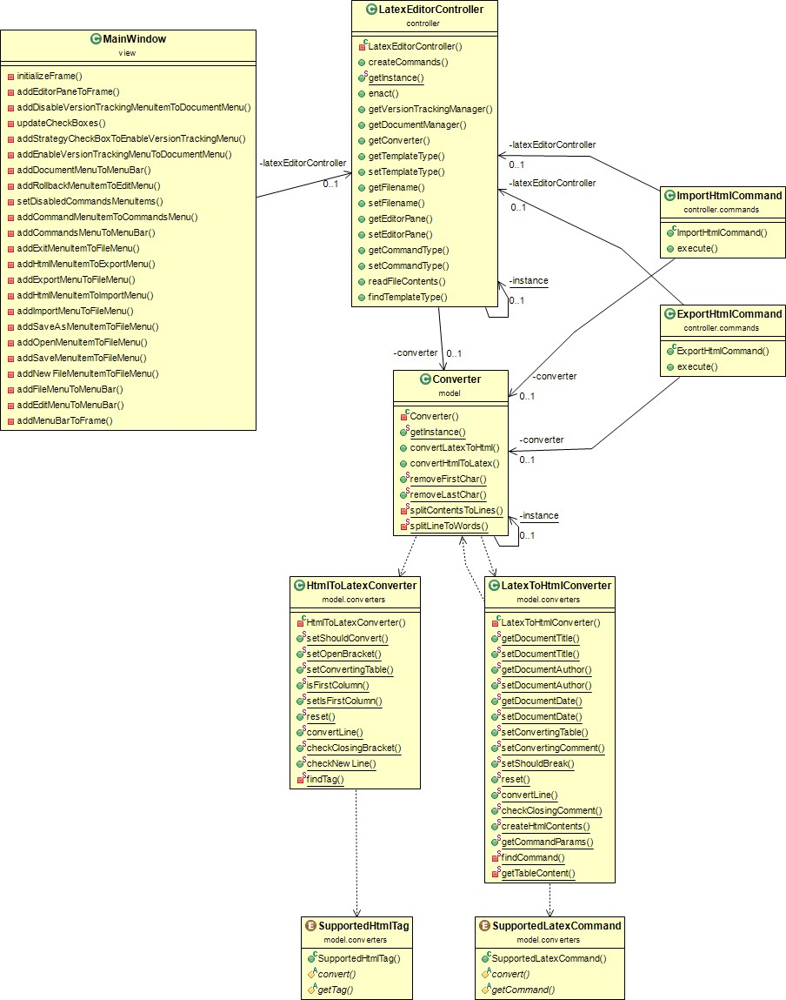 MainWindow
view
initializeFrame()
addEditorPaneToFrame()
addDisableVersionTrackingMenuItemToDocumentMenu()
updateCheckBoxes()
addStrategyCheckBoxToEnableVersionTrackingMenu()
addEnableVersionTrackingMenuToDocumentMenu()
addDocumentMenuToMenuBar()
addRollbackMenuItemToEditMenu()
setDisabledCommandsMenuItems()
addCommandMenuItemToCommandsMenu()
addCommandsMenuToMenuBar()
addExitMenuItemToFileMenu()
addHtmlMenuItemToExportMenu()
addExportMenuToFileMenu()
addHtmlMenuItemToImportMenu()
addImportMenuToFileMenu()
addSaveAsMenuItemToFileMenu()
addOpenMenuItemToFileMenu()
addSaveMenuItemToFileMenu()
addNewFileMenuItemToFileMenu()
addFileMenuToMenuBar()
addEditMenuToMenuBar()
addMenuBarToFrame()
-latexEditorController
0..1
LatexEditorController
controller
LatexEditorController()
createCommands()
getInstance()
enact()
getVersionTrackingManager()
getDocumentManager()
getConverter()
getTemplateType()
setTemplateType()
getFilename()
setFilename()
getEditorPane()
setEditorPane()
getCommandType()
setCommandType()
readFileContents()
findTemplateType()
-latexEditorController
0..1
-latexEditorController
0..1
-instance
0..1
ImportHtmlCommand
controller.commands
ImportHtmlCommand()
execute()
ExportHtmlCommand
controller.commands
ExportHtmlCommand()
execute()
-converter
0..1
-converter
0..1
-converter
0..1
Converter
model
Converter()
getInstance()
convertLatexToHtml()
convertHtmlToLatex()
removeFirstChar()
removeLastChar()
splitContentsToLines()
splitLineToWords()
-instance
0..1
HtmlToLatexConverter
model.converters
HtmlToLatexConverter()
setShouldConvert()
setOpenBracket()
setConvertingTable()
isFirstColumn()
setIsFirstColumn()
reset()
convertLine()
checkClosingBracket()
checkNewLine()
findTag()
LatexToHtmlConverter
model.converters
LatexToHtmlConverter()
getDocumentTitle()
setDocumentTitle()
getDocumentAuthor()
setDocumentAuthor()
getDocumentDate()
setDocumentDate()
setConvertingTable()
setConvertingComment()
setShouldBreak()
reset()
convertLine()
checkClosingComment()
createHtmlContents()
getCommandParams()
findCommand()
getTableContent()
SupportedHtmlTag
model.converters
SupportedHtmlTag()
convert()
getTag()
SupportedLatexCommand
model.converters
SupportedLatexCommand()
convert()
getCommand()